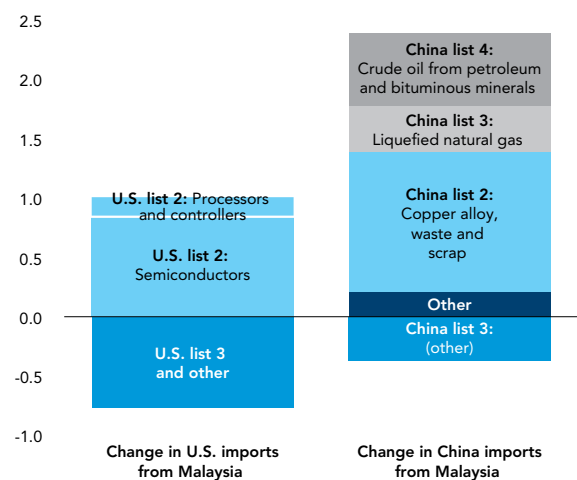 2.5
2.0
1.5
1.0
0.5
0.0
-0.5
-1.0
U.S. list 2: Processors
and controllers
U.S. list 2:
Semiconductors
U.S. list 3
and other
China list 4:
Crude oil from petroleum
and bituminous minerals
China list 3:
Liquefied natural gas
China list 2:
Copper alloy,
waste and
scrap
Other
China list 3:
(other)
Change in U.S. imports
from Malaysia
Change in China imports
from Malaysia